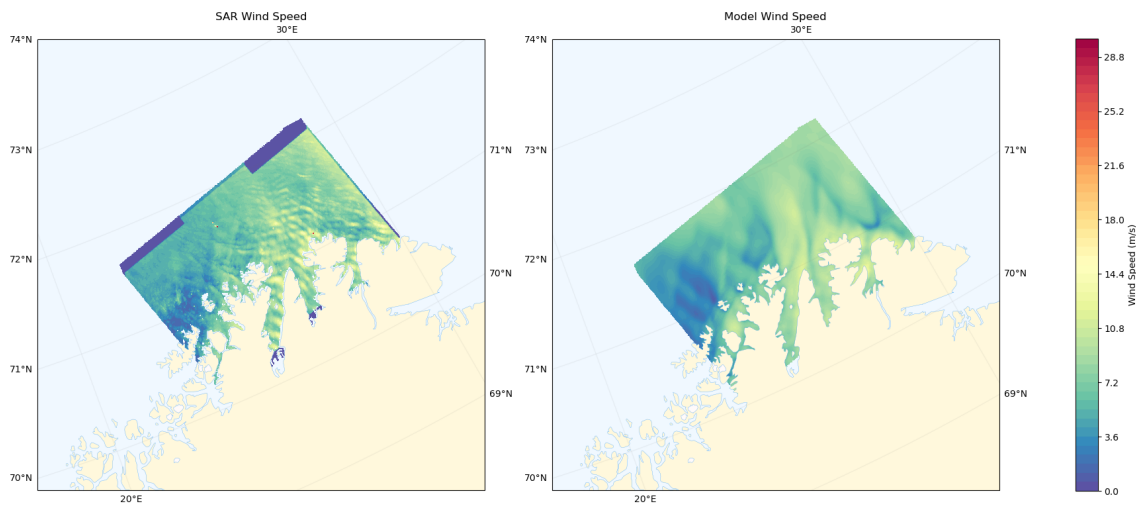 SAR Wind Speed
30°E
74°N
73°N
72°N
71°N
70°N
71°N
70°N
69°N
20°E
Model Wind Speed
30°E
74°N
73°N
72°N
71°N
70°N
71°N
70°N
69°N
20°E
28.8
25.2
21.6
18.0
14.4
10.8
7.2
3.6
0.0
Wind Speed (m/s)